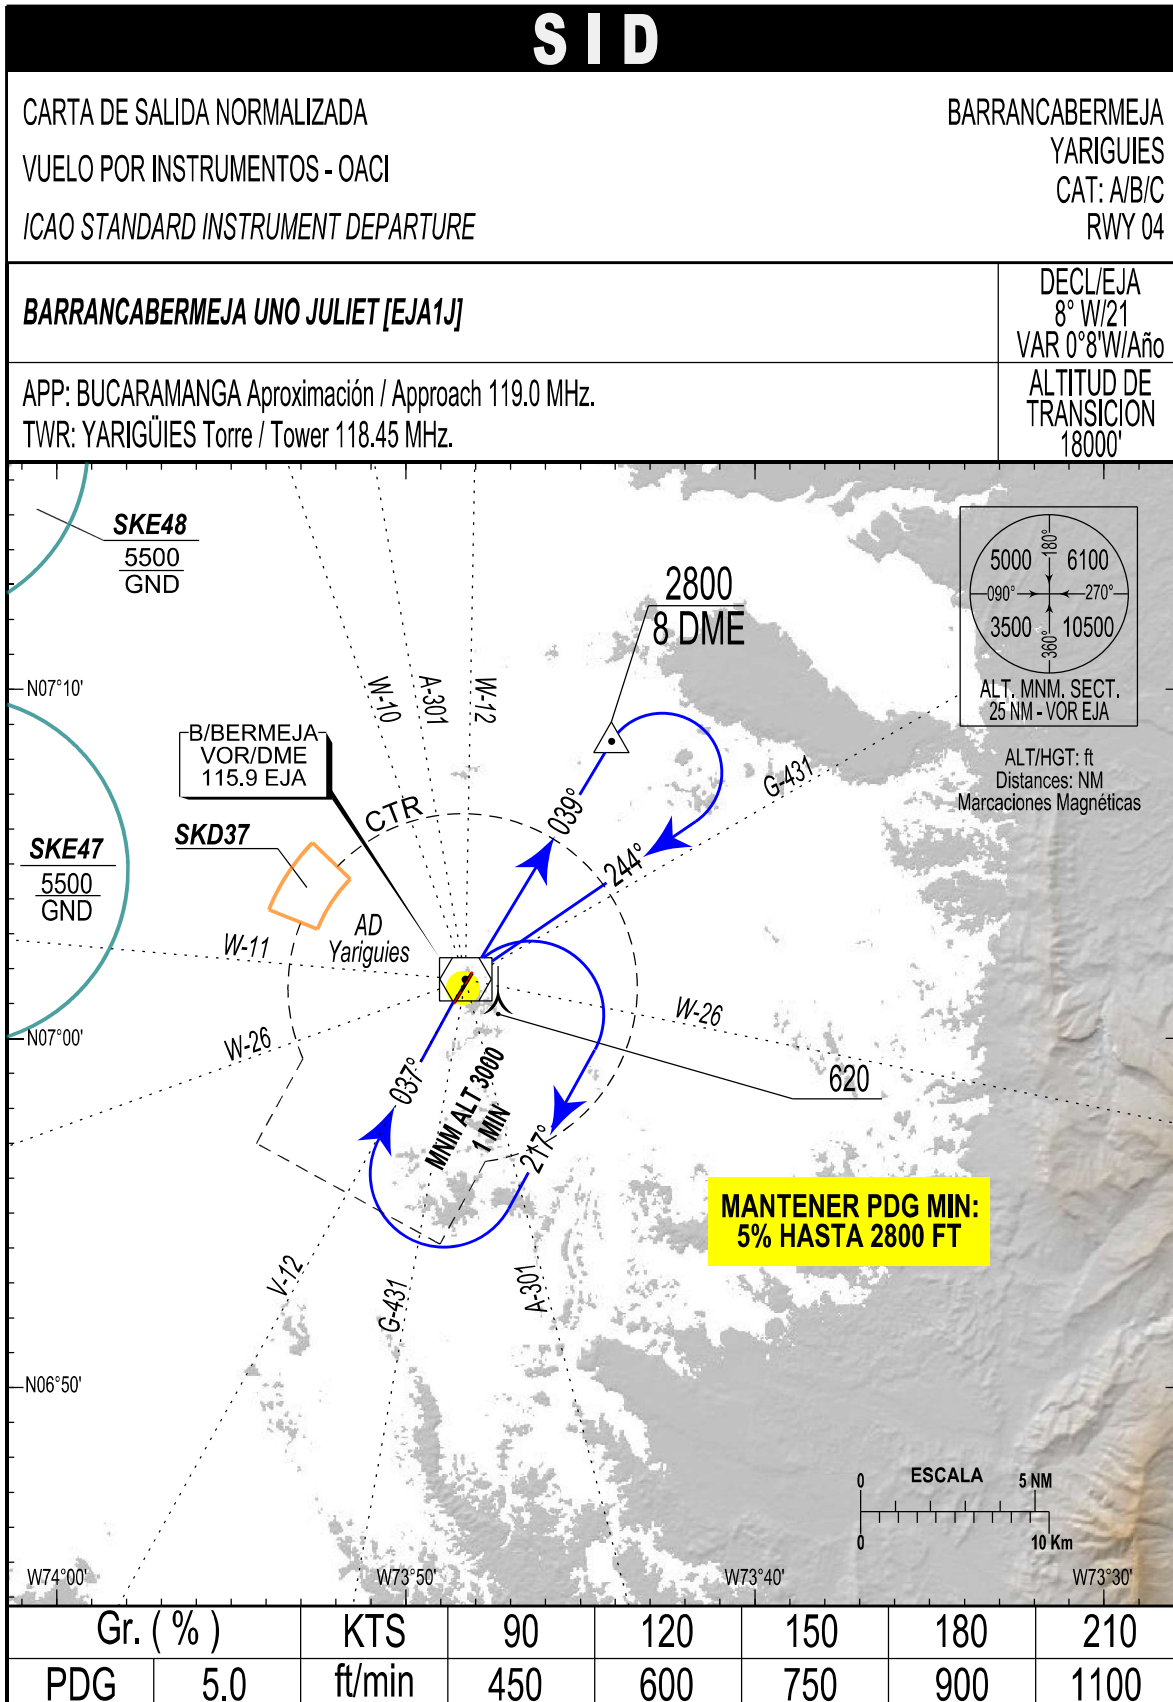 SID
CARTA DE SALIDA NORMALIZADA
VUELO POR INSTRUMENTOS - OACI
ICAO STANDARD INSTRUMENT DEPARTURE
BARRANCABERMEJA
YARIGUIES
CAT: A/B/C
RWY 04
BARRANCABERMEJA UNO JULIET [EJA1J]
DECL/EJA
8° W/21
VAR 0°8'W/Año
APP: BUCARAMANGA Aproximación / Approach 119.0 MHz.
TWR: YARIGÜIES Torre / Tower 118.45 MHz.
ALTITUD DE
TRANSICION
18000'
SKE48
5500
GND
2800
8 DME
5000
180°
6100
090°
270°
3500
360°
10500
ALT. MNM. SECT.
25 NM - VOR EJA
ALT/HGT: ft
Distances: NM
Marcaciones Magnéticas
N07°10'
W-10
A-301
W-12
B/BERMEJA
VOR/DME
115.9 EJA
G-431
CTR
039°
SKD37
SKE47
5500
GND
244°
AD
Yariguies
W-11
W-26
N07°00'
W-26
620
037°
MNM ALT 3000
1 MIN
217°
MANTENER PDG MIN:
5% HASTA 2800 FT
V-12
G-431
A-301
N06°50'
ESCALA
0
5 NM
0
10 Km
W74°00'
W73°50'
W73°40'
W73°30'
Gr. ( % ) KTS 90 120 150 180 210
PDG 5.0 ft/min 450 600 750 900 1100